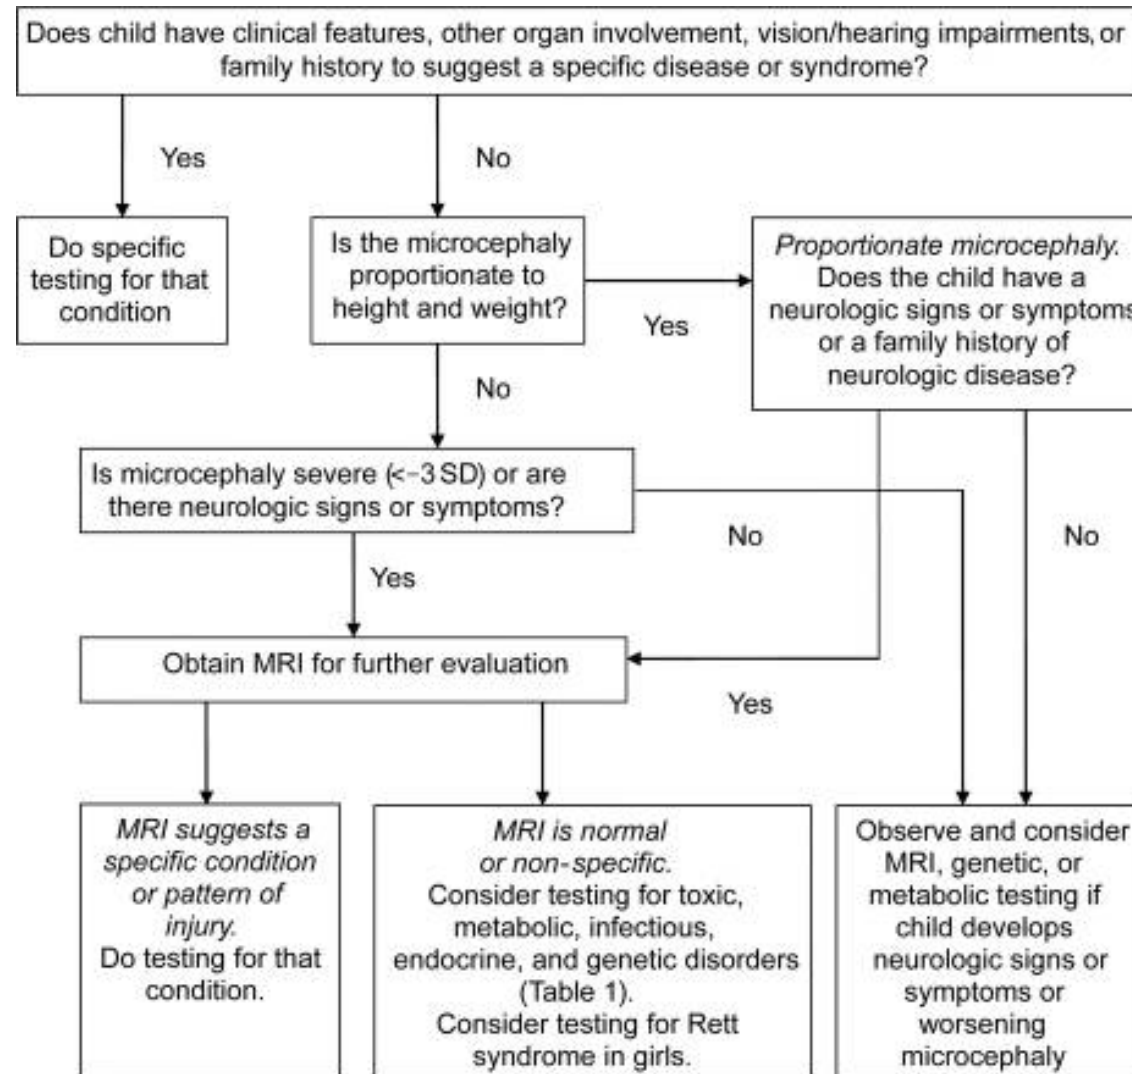 Does child have clinical features, other organ involvement, vision/hearing impairments, or
family history to suggest a specific disease or syndrome?
Yes
No
Do specific
testing for that
condition
Is the microcephaly
proportionate to
height and weight?
Yes
Proportionate microcephaly.
Does the child have a
neurologic signs or symptoms
or a family history of
neurologic disease?
No
Is microcephaly severe (<−3 SD) or are
there neurologic signs or symptoms?
No
No
Yes
Obtain MRI for further evaluation
Yes
MRI suggests a
specific condition
or pattern of
injury.
Do testing for that
condition.
MRI is normal
or non-specific.
Consider testing for toxic,
metabolic, infectious,
endocrine, and genetic disorders
(Table 1).
Consider testing for Rett
syndrome in girls.
Observe and consider
MRI, genetic, or
metabolic testing if
child develops
neurologic signs or
symptoms or
worsening
microcephaly